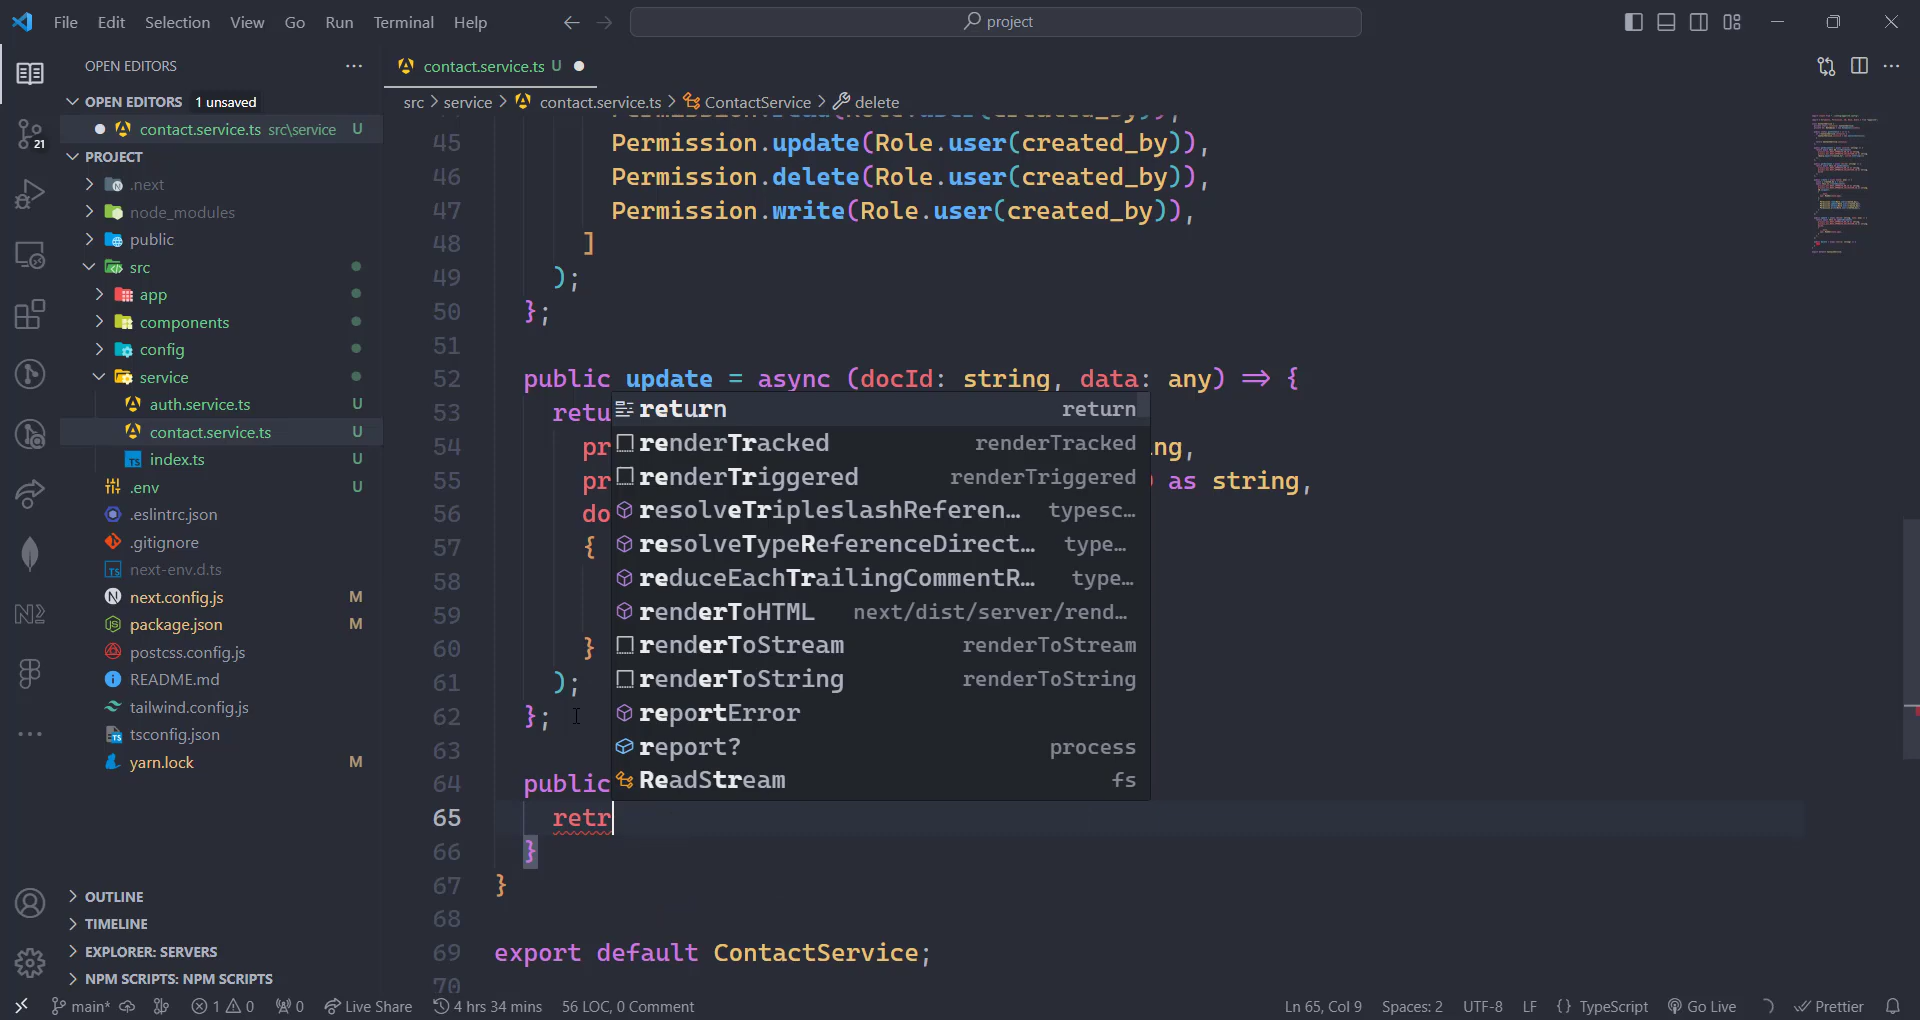 File Edit Selection View Go Run Terminal Help
project
OPEN EDITORS
OPEN EDITORS 1 unsaved
contact.service.ts src\service U
PROJECT
.next
node_modules
public
src
app
components
config
service
auth.service.ts U
contact.service.ts U
index.ts U
.env U
.eslintrc.json
.gitignore
next-env.d.ts
next.config.js M
package.json M
postcss.config.js
README.md
tailwind.config.js
tsconfig.json
yarn.lock M
OUTLINE
TIMELINE
EXPLORER: SERVERS
NPM SCRIPTS: NPM SCRIPTS
21
contact.service.ts U
src > service > contact.service.ts > ContactService > delete
45 Permission.update(Role.user(created_by)),
46 Permission.delete(Role.user(created_by)),
47 Permission.write(Role.user(created_by)),
48 ]
49 );
50 };
51
52 public update = async (docId: string, data: any) => {
53 retu
54 pr ng,
55 pr as string,
56 do
57 {
58
59
60 }
61 );
62 };
63
64 public
65 retr
66 }
67 }
68
69 export default ContactService;
70
return return
renderTracked renderTracked
renderTriggered renderTriggered
resolveTripleslashReferen... typesc...
resolveTypeReferenceDirect... type...
reduceEachTrailingCommentR... type...
renderToHTML next/dist/server/rend...
renderToStream renderToStream
renderToString renderToString
reportError
report? process
ReadStream fs
main* 1 0 0 Live Share 4 hrs 34 mins 56 LOC, 0 Comment
Ln 65, Col 9 Spaces: 2 UTF-8 LF {} TypeScript Go Live Prettier